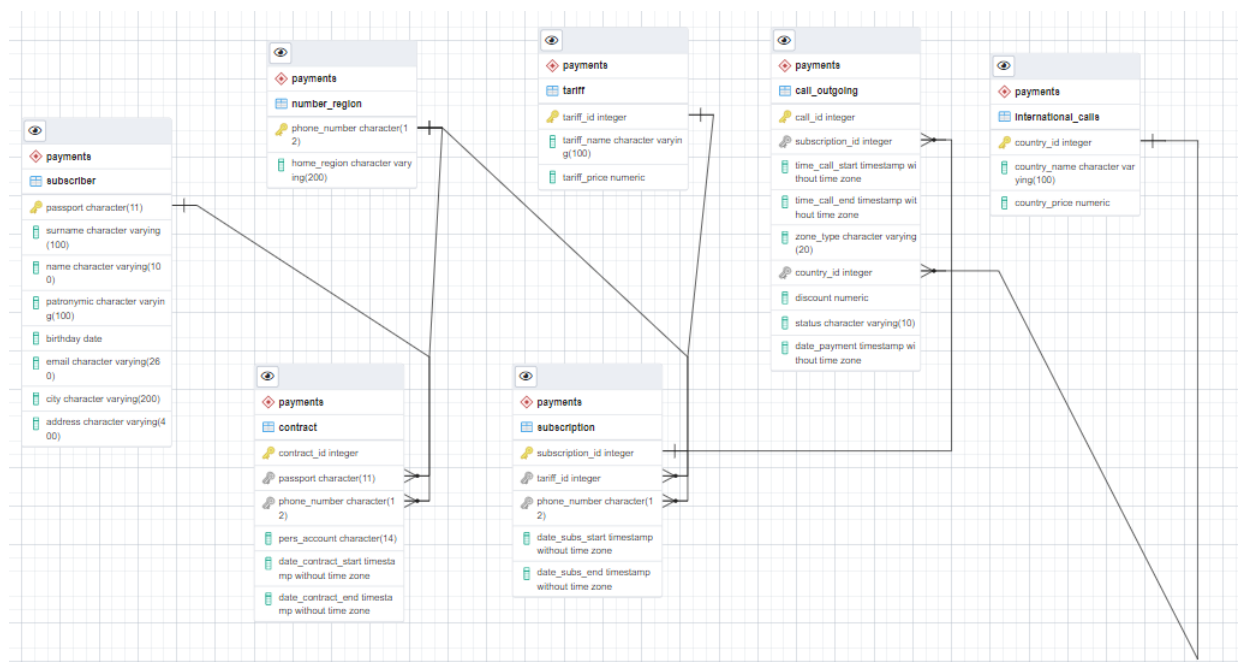 payments
subscriber
passport character(11)
surname character varying
(100)
name character varying(10
0)
patronymic character varyin
g(100)
birthday date
email character varying(26
0)
city character varying(200)
address character varying(4
00)
payments
number_region
phone_number character(1
2)
home_region character vary
ing(200)
payments
contract
contract_id integer
passport character(11)
phone_number character(1
2)
pers_account character(14)
date_contract_start timesta
mp without time zone
date_contract_end timesta
mp without time zone
payments
tariff
tariff_id integer
tariff_name character varyin
g(100)
tariff_price numeric
payments
subscription
subscription_id integer
tariff_id integer
phone_number character(1
2)
date_subs_start timestamp
without time zone
date_subs_end timestamp
without time zone
payments
call_outgoing
call_id integer
subscription_id integer
time_call_start timestamp wi
thout time zone
time_call_end timestamp wit
hout time zone
zone_type character varying
(20)
country_id integer
discount numeric
status character varying(10)
date_payment timestamp wi
thout time zone
payments
international_calls
country_id integer
country_name character var
ying(100)
country_price numeric